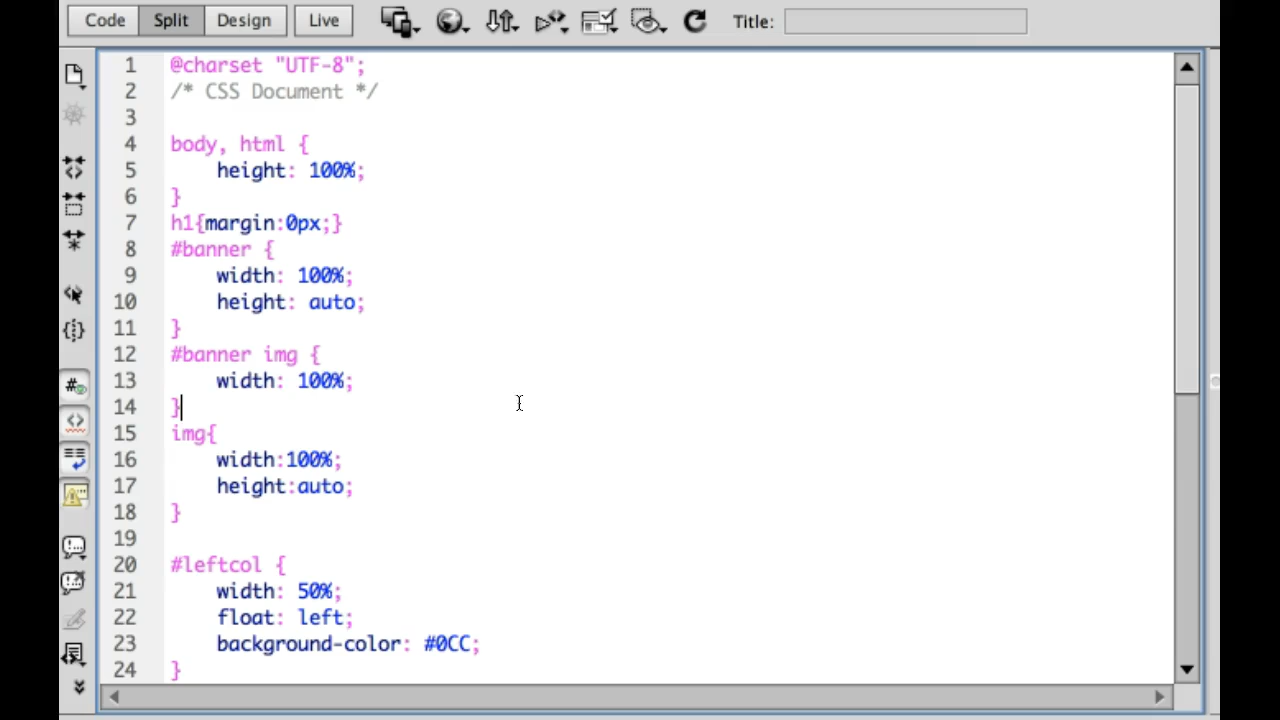 Code Split Design Live Title:
1 @charset "UTF-8";
2 /* CSS Document */
3
4 body, html {
5 height: 100%;
6 }
7 h1{margin:0px;}
8 #banner {
9 width: 100%;
10 height: auto;
11 }
12 #banner img {
13 width: 100%;
14 }
15 img{
16 width:100%;
17 height:auto;
18 }
19
20 #leftcol {
21 width: 50%;
22 float: left;
23 background-color: #0CC;
24 }